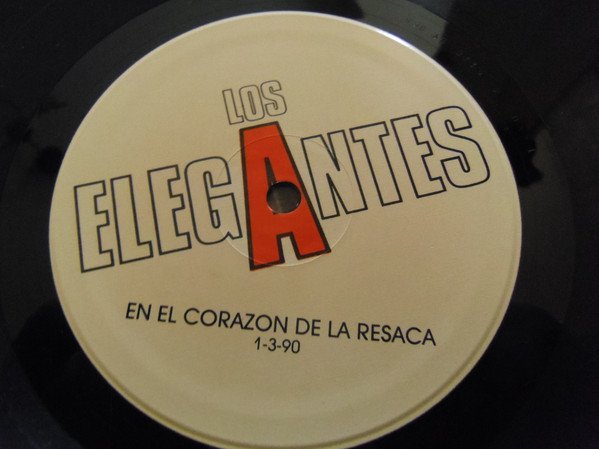 LOS
ELEGANTES
EN EL CORAZON DE LA RESACA
1-3-90